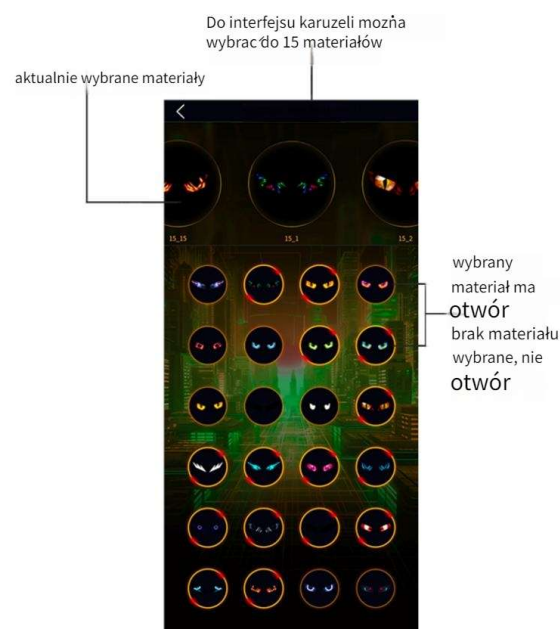 Do interfejsu karuzeli można
wybrać do 15 materiałów
aktualnie wybrane materiały
15_15
15_1
15_2
wybrany
materiał ma
otwór
brak materiału
wybrane, nie
otwór